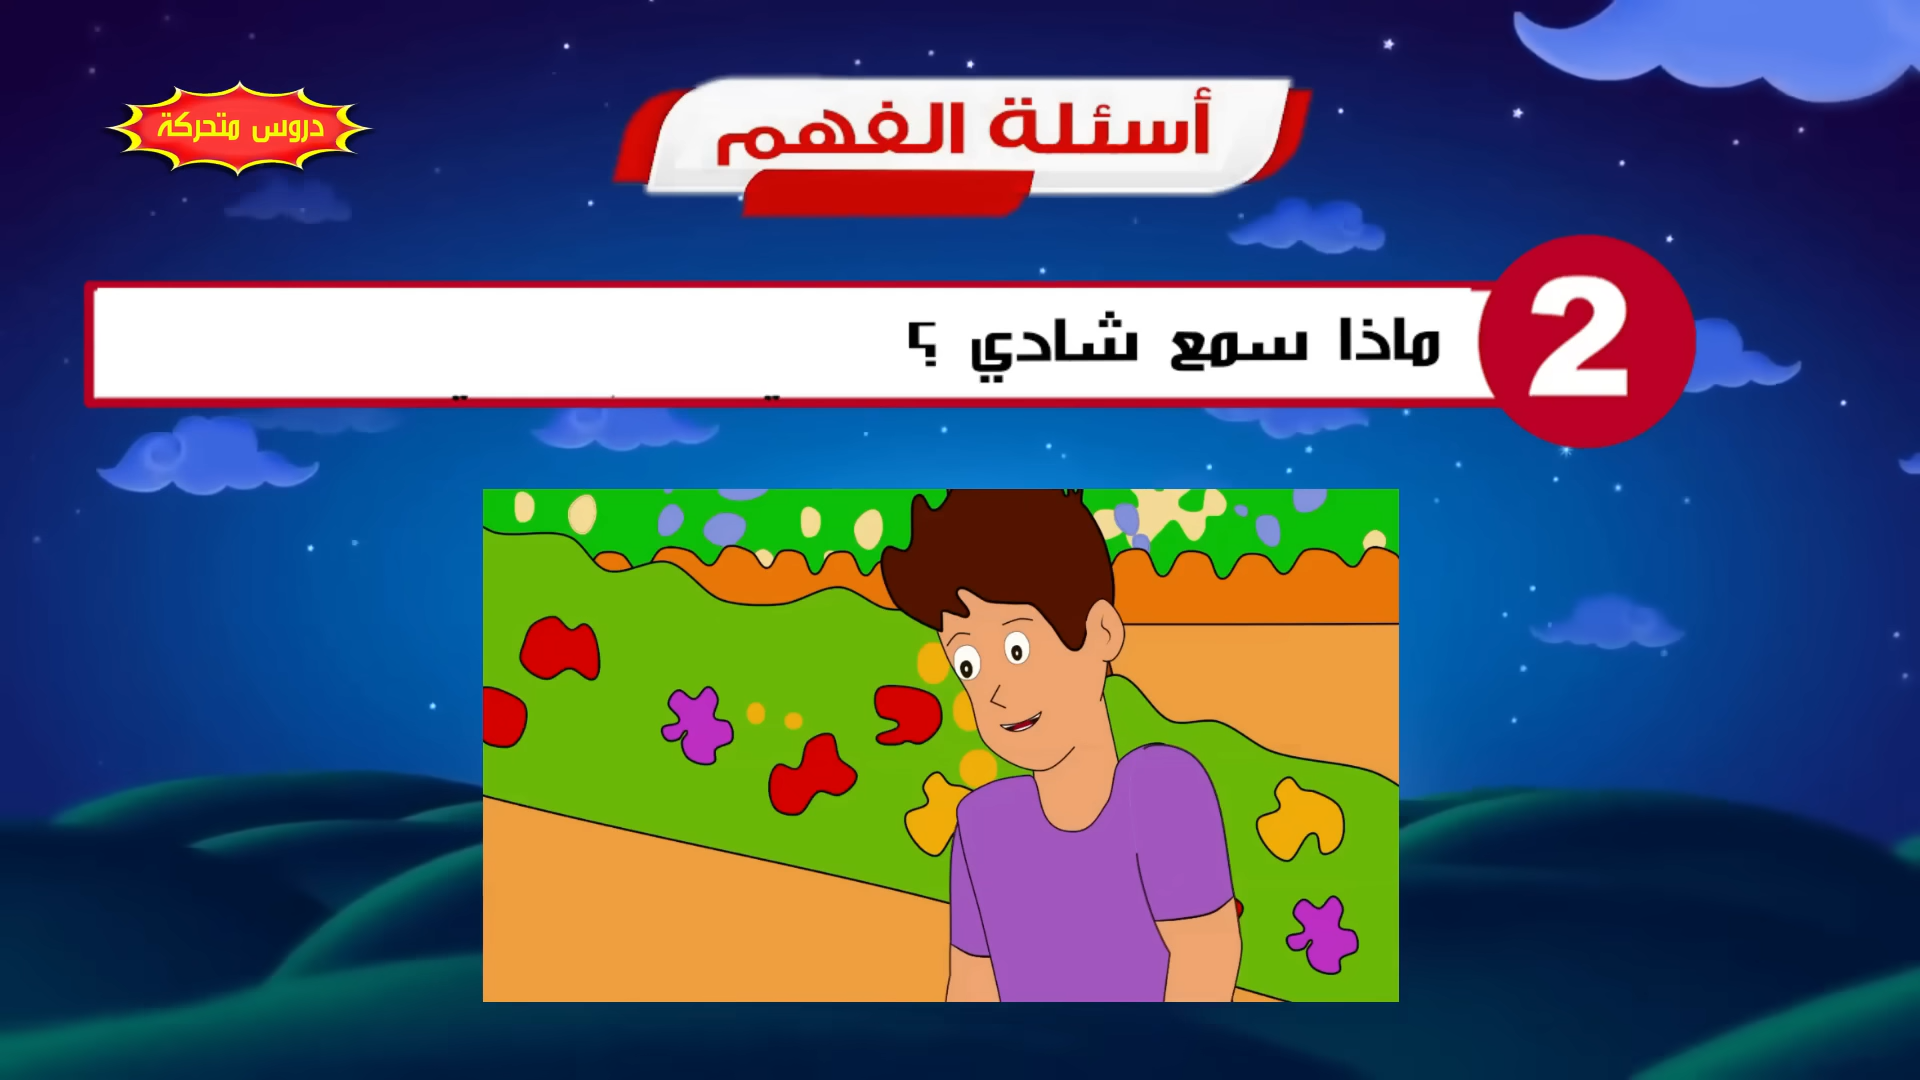 دروس متحركة
أسئلة الفهم
2
ماذا سمع شادي ؟